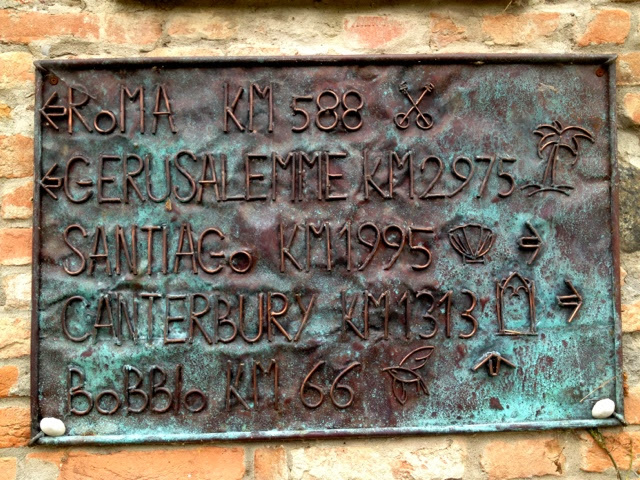 RoMA KM 588
GERUSALEMME KM 2975
SANTIAGo KM 1995
CANTERBURY KM 1313
BoBBIo KM 66